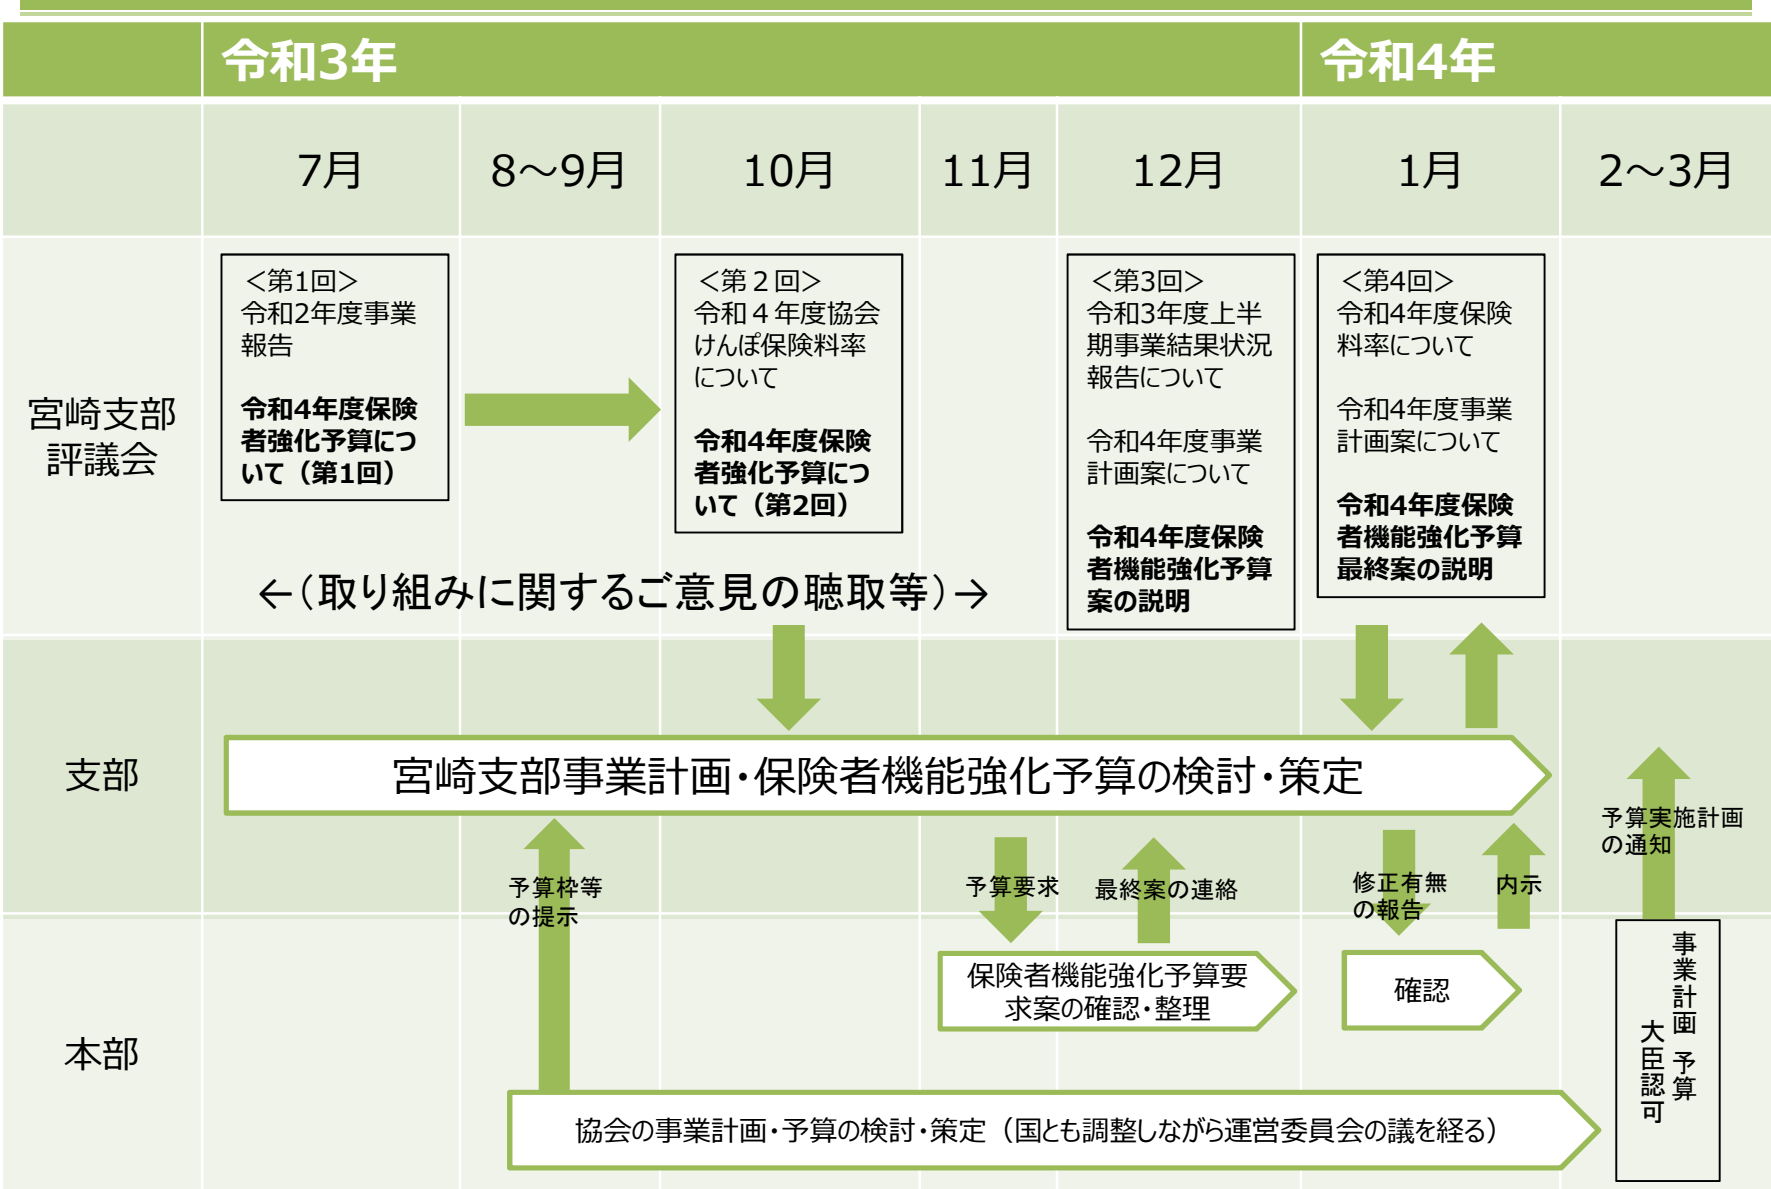 令和3年
令和4年
7月
8～9月
10月
11月
12月
1月
2～3月
宮崎支部
評議会
＜第1回＞
令和2年度事業
報告
令和4年度保険
者強化予算につ
いて（第1回）
＜第２回＞
令和４年度協会
けんぽ保険料率
について
令和4年度保険
者強化予算につ
いて（第2回）
＜第3回＞
令和3年度上半
期事業結果状況
報告について
令和4年度事業
計画案について
令和4年度保険
者機能強化予算
案の説明
＜第4回＞
令和4年度保険
料率について
令和4年度事業
計画案について
令和4年度保険
者機能強化予算
最終案の説明
←（取り組みに関するご意見の聴取等）→
支部
宮崎支部事業計画・保険者機能強化予算の検討・策定
予算枠等
の提示
予算要求
最終案の連絡
修正有無
の報告
内示
予算実施計画
の通知
本部
保険者機能強化予算要
求案の確認・整理
確認
事業計画 予算
大臣認可
協会の事業計画・予算の検討・策定（国とも調整しながら運営委員会の議を経る）